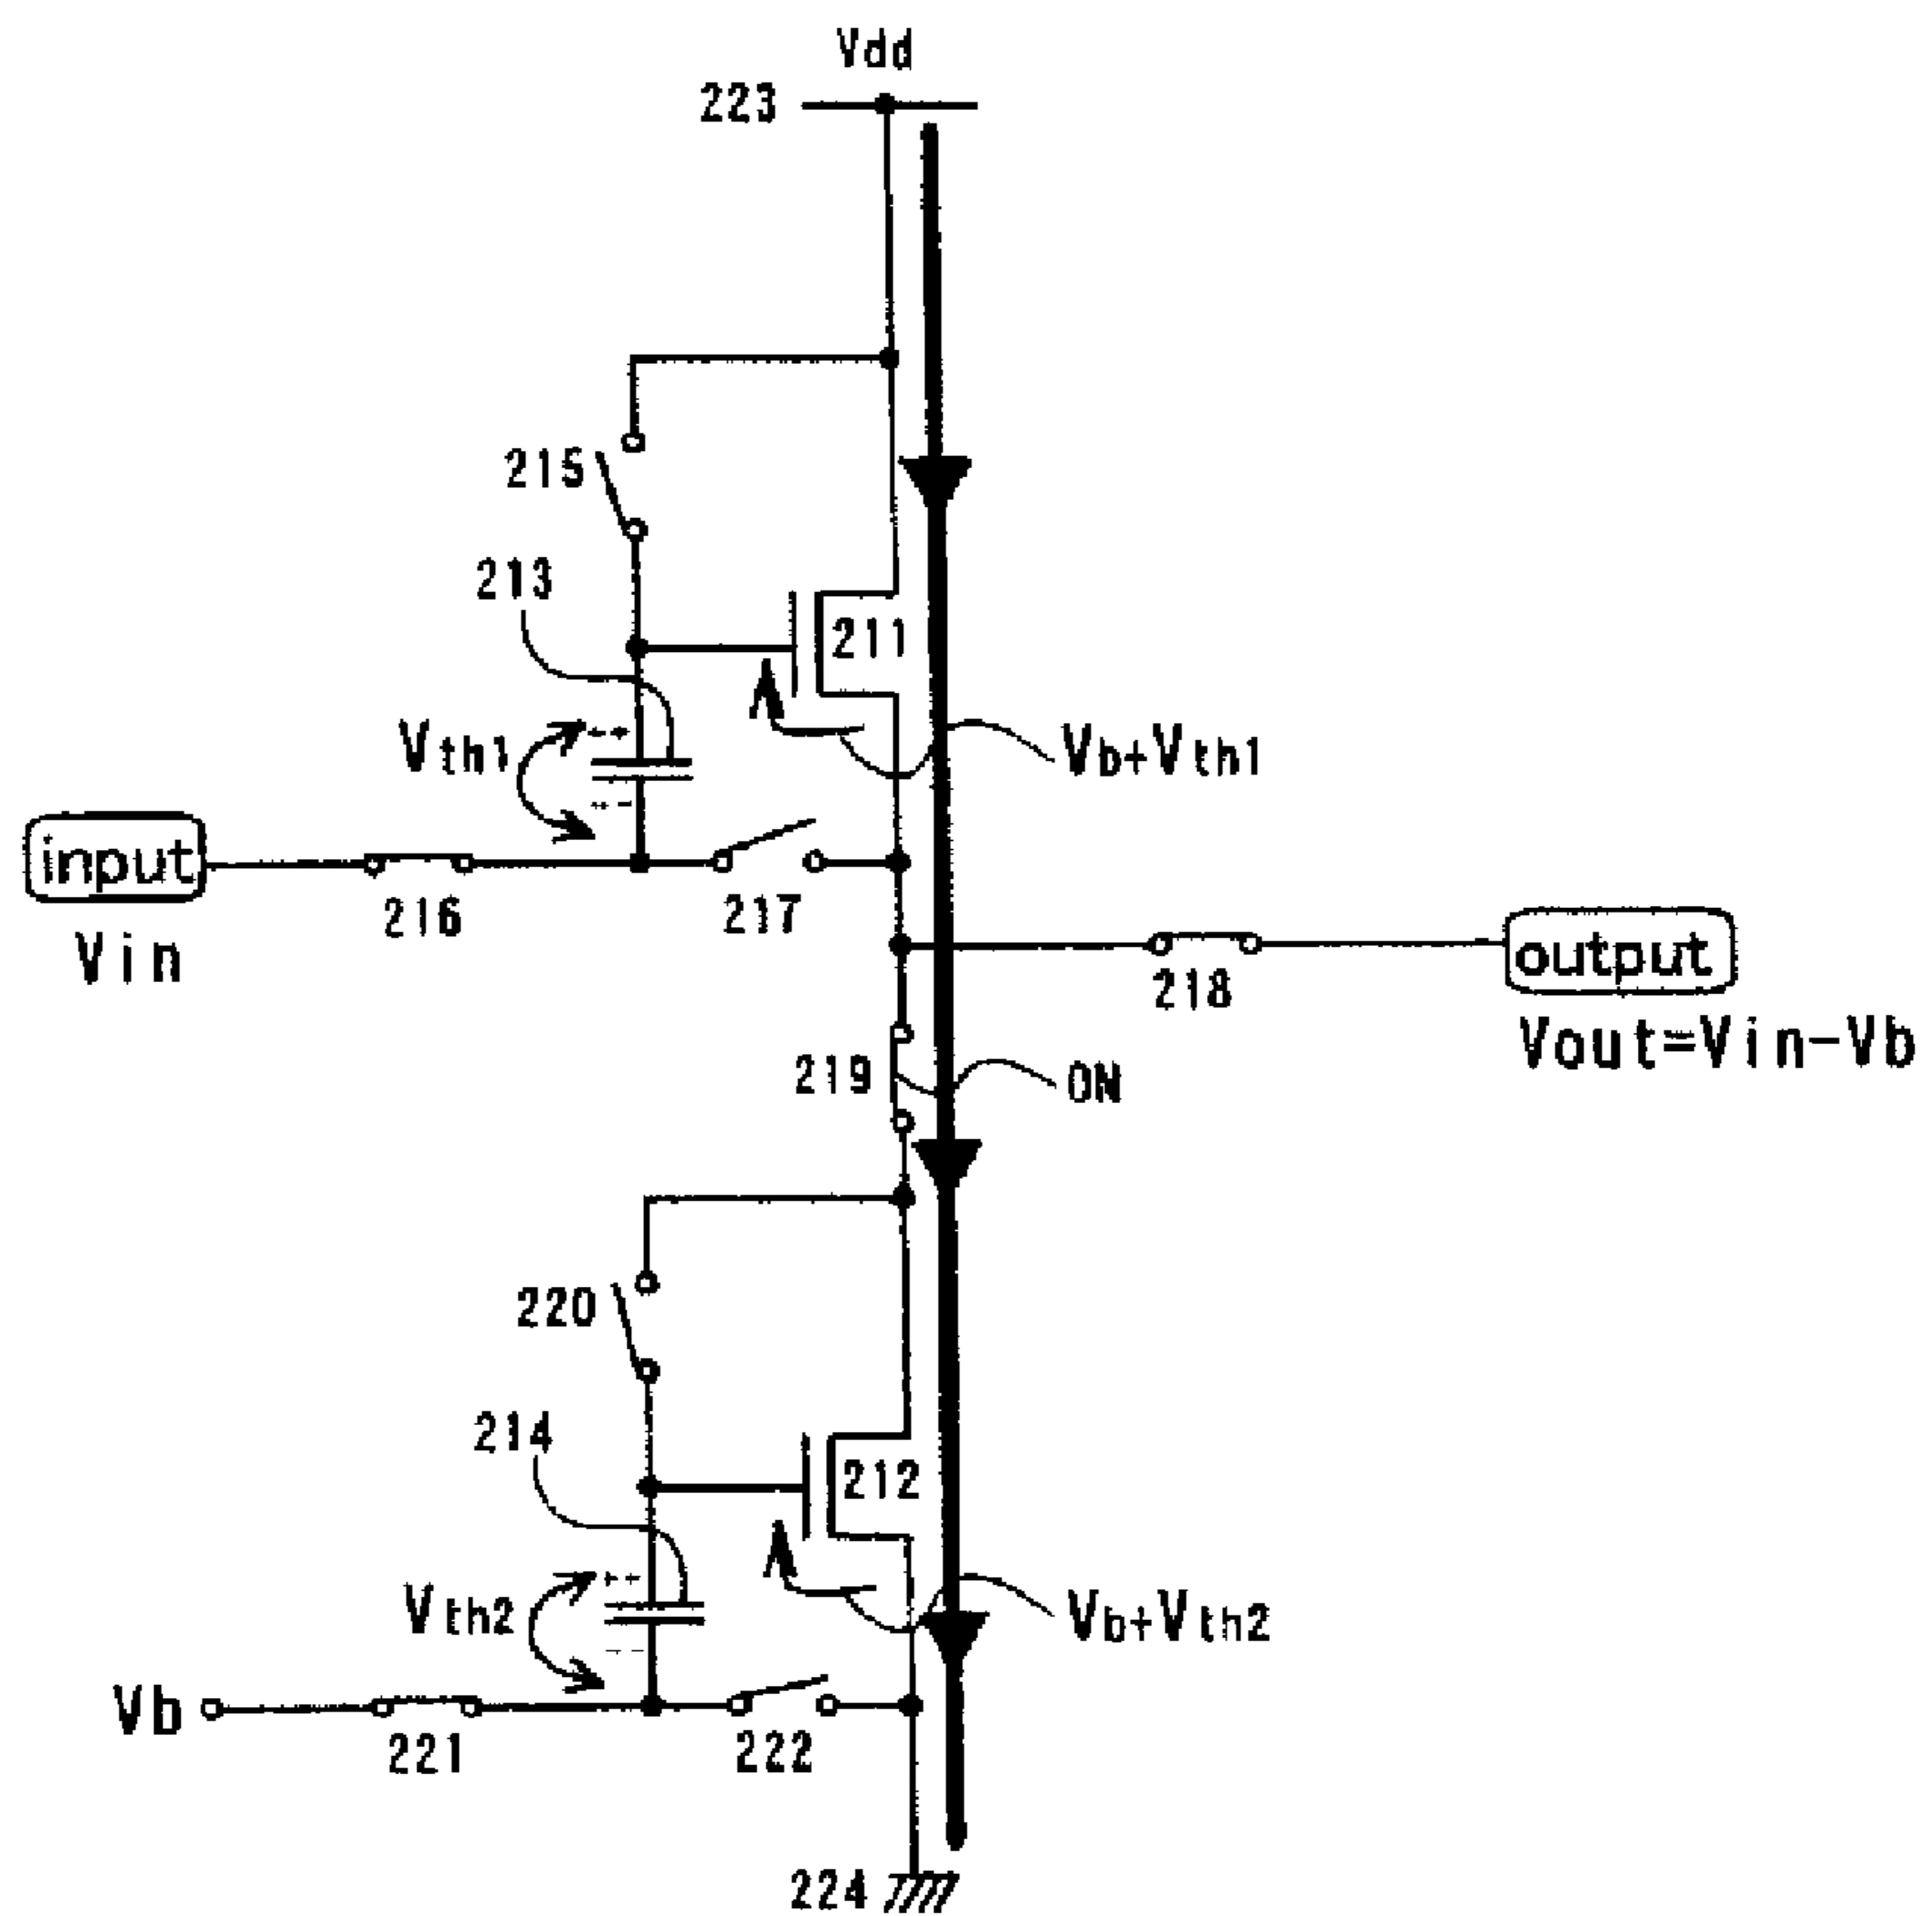 Vdd
223
215
213
211
Vth1
Vb+Vth1
input
216
217
Vin
output
218
Vout=Vin-Vb
219
ON
220
214
212
Vth2
Vb+Vth2
Vb
221
222
224